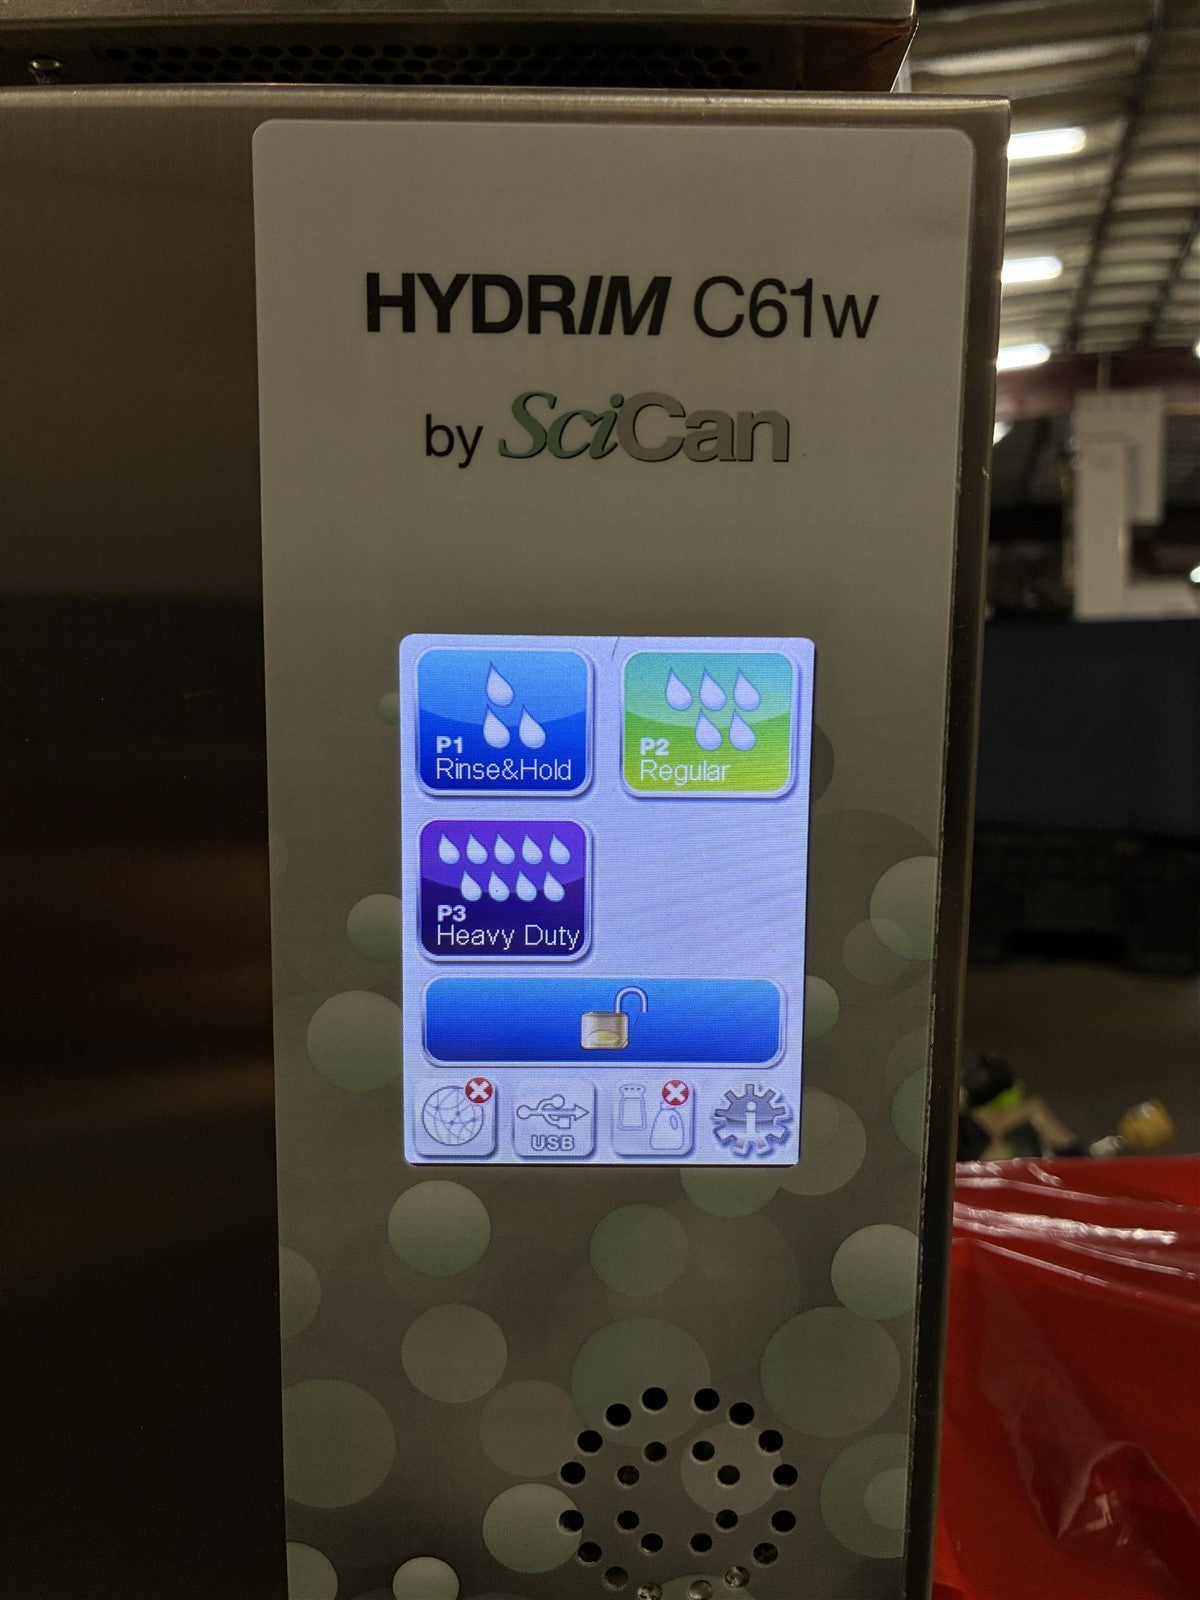 HYDRIM C61w
by SciCan
P1
Rinse&Hold
P2
Regular
P3
Heavy Duty
USB
i